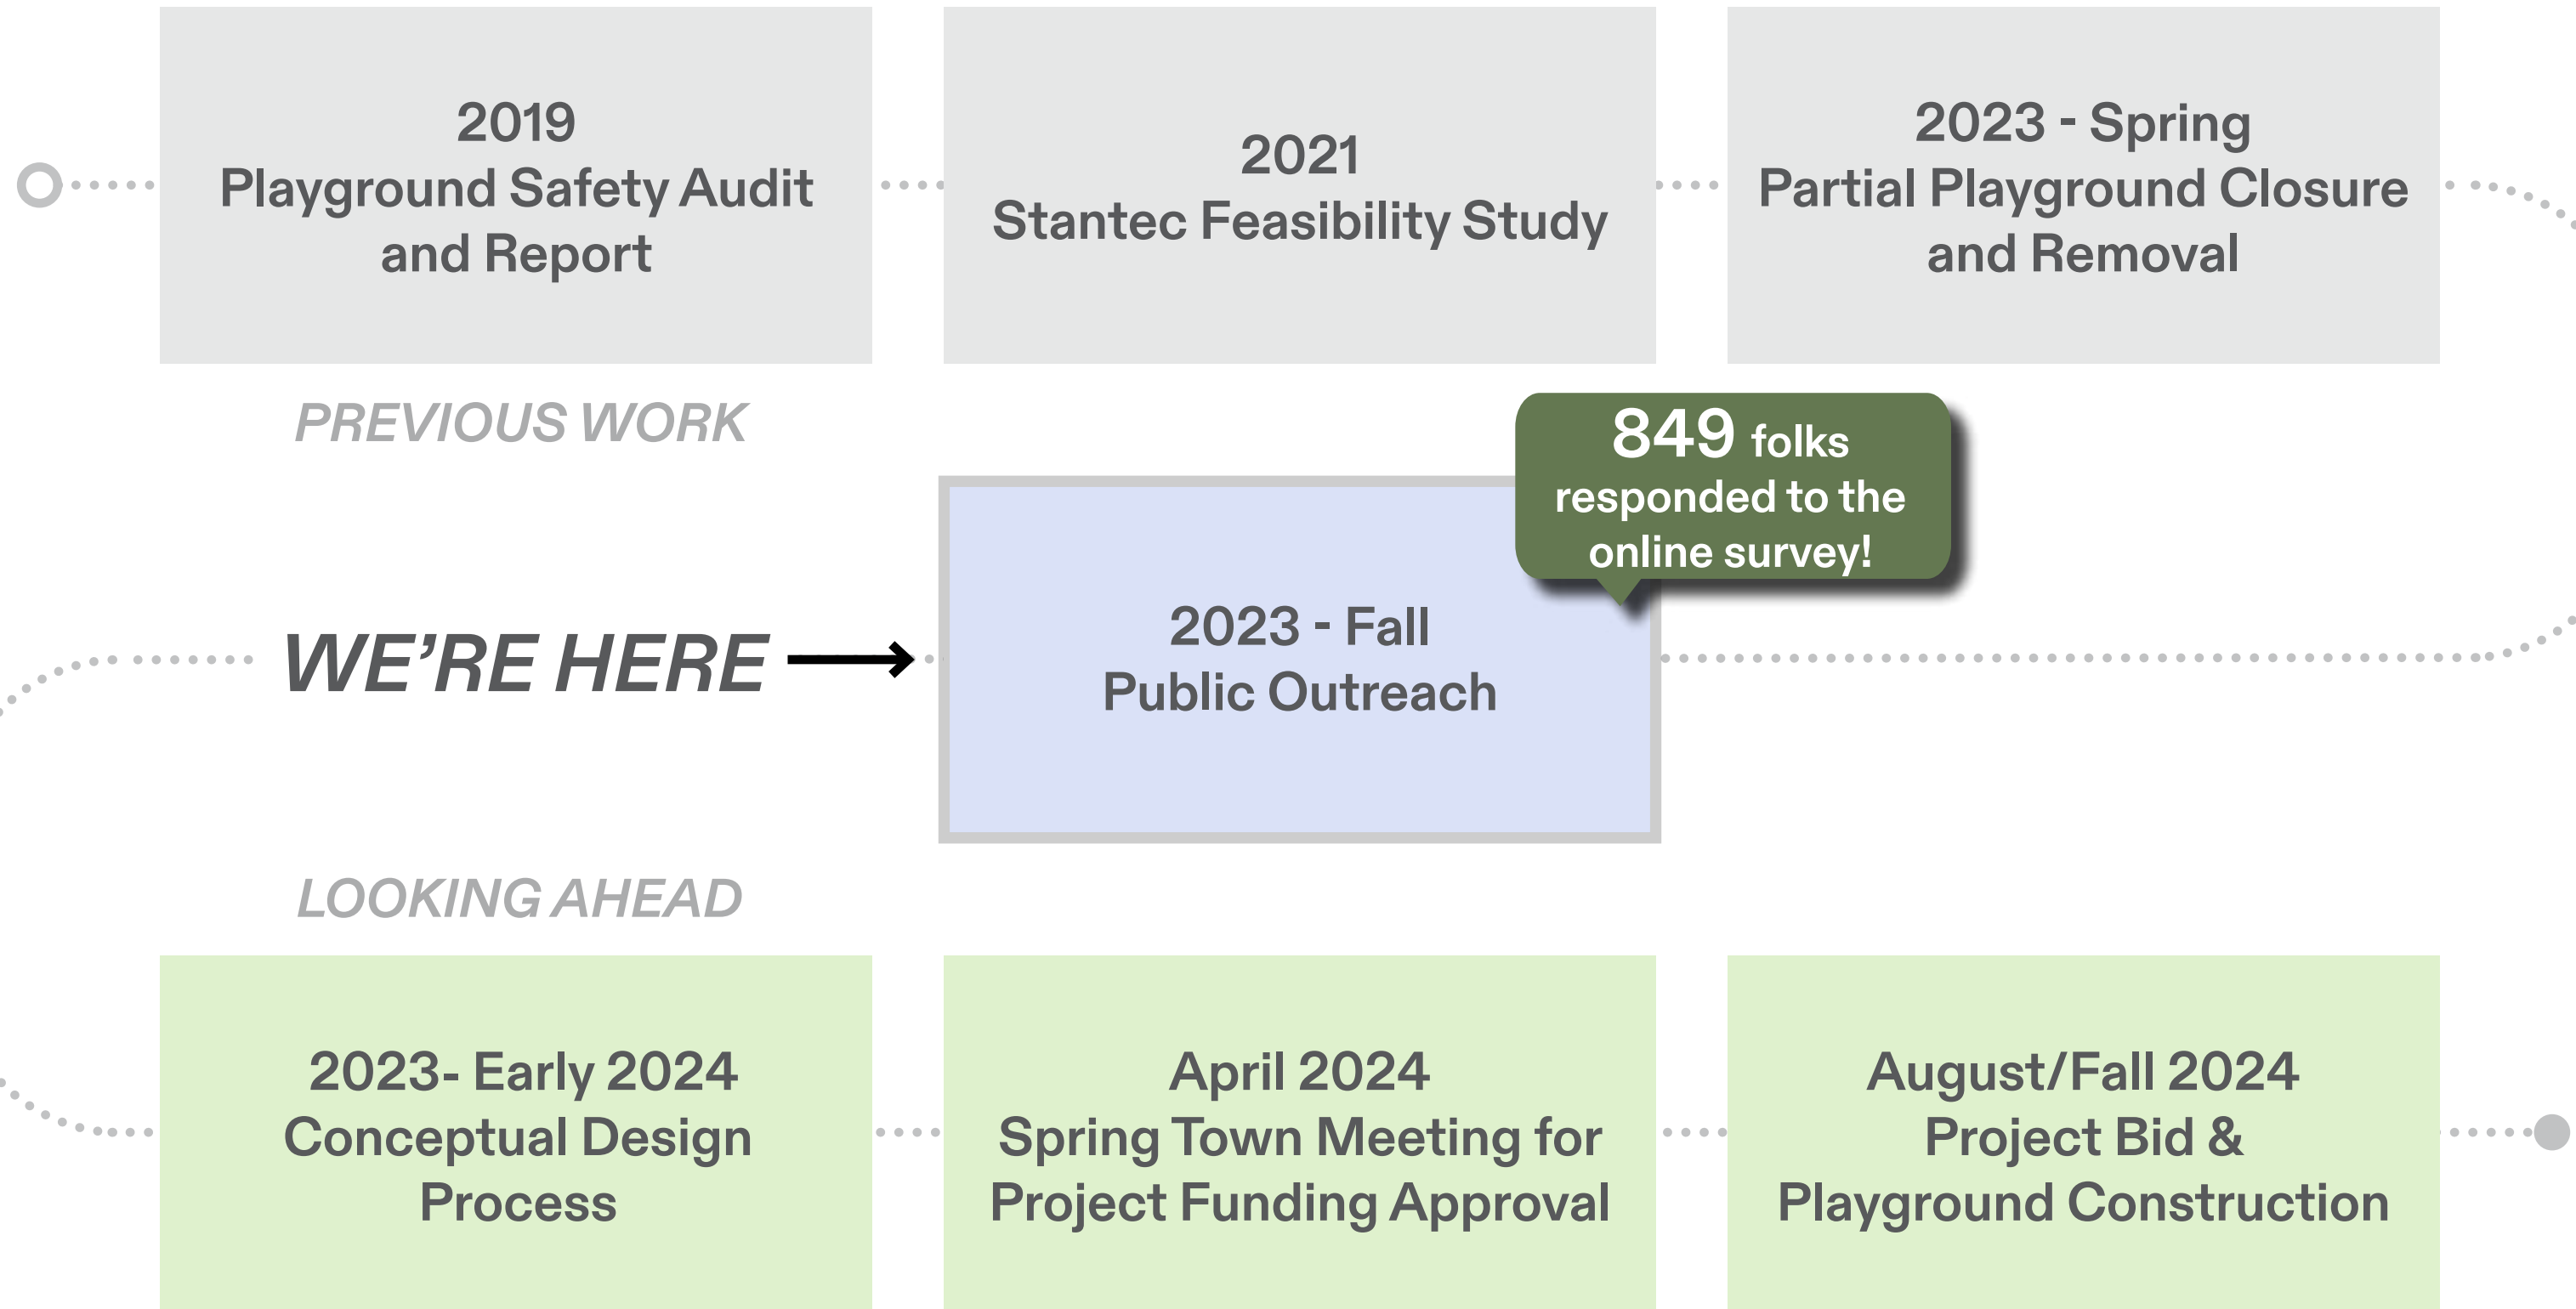 2019
Playground Safety Audit
and Report
2021
Stantec Feasibility Study
2023 - Spring
Partial Playground Closure
and Removal
PREVIOUS WORK
849 folks
responded to the
online survey!
WE'RE HERE
2023 - Fall
Public Outreach
LOOKING AHEAD
2023- Early 2024
Conceptual Design
Process
April 2024
Spring Town Meeting for
Project Funding Approval
August/Fall 2024
Project Bid &
Playground Construction